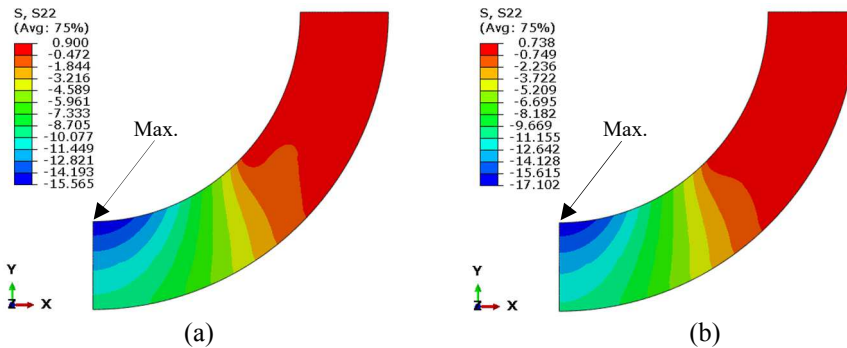 S, S22
(Avg: 75%)
0.900
-0.472
-1.844
-3.216
-4.589
-5.961
-7.333
-8.705
-10.077
-11.449
-12.821
-14.193
-15.565
Max.
Y
Z X
(a)
S, S22
(Avg: 75%)
0.738
-0.749
-2.236
-3.722
-5.209
-6.695
-8.182
-9.669
-11.155
-12.642
-14.128
-15.615
-17.102
Max.
Y
Z X
(b)